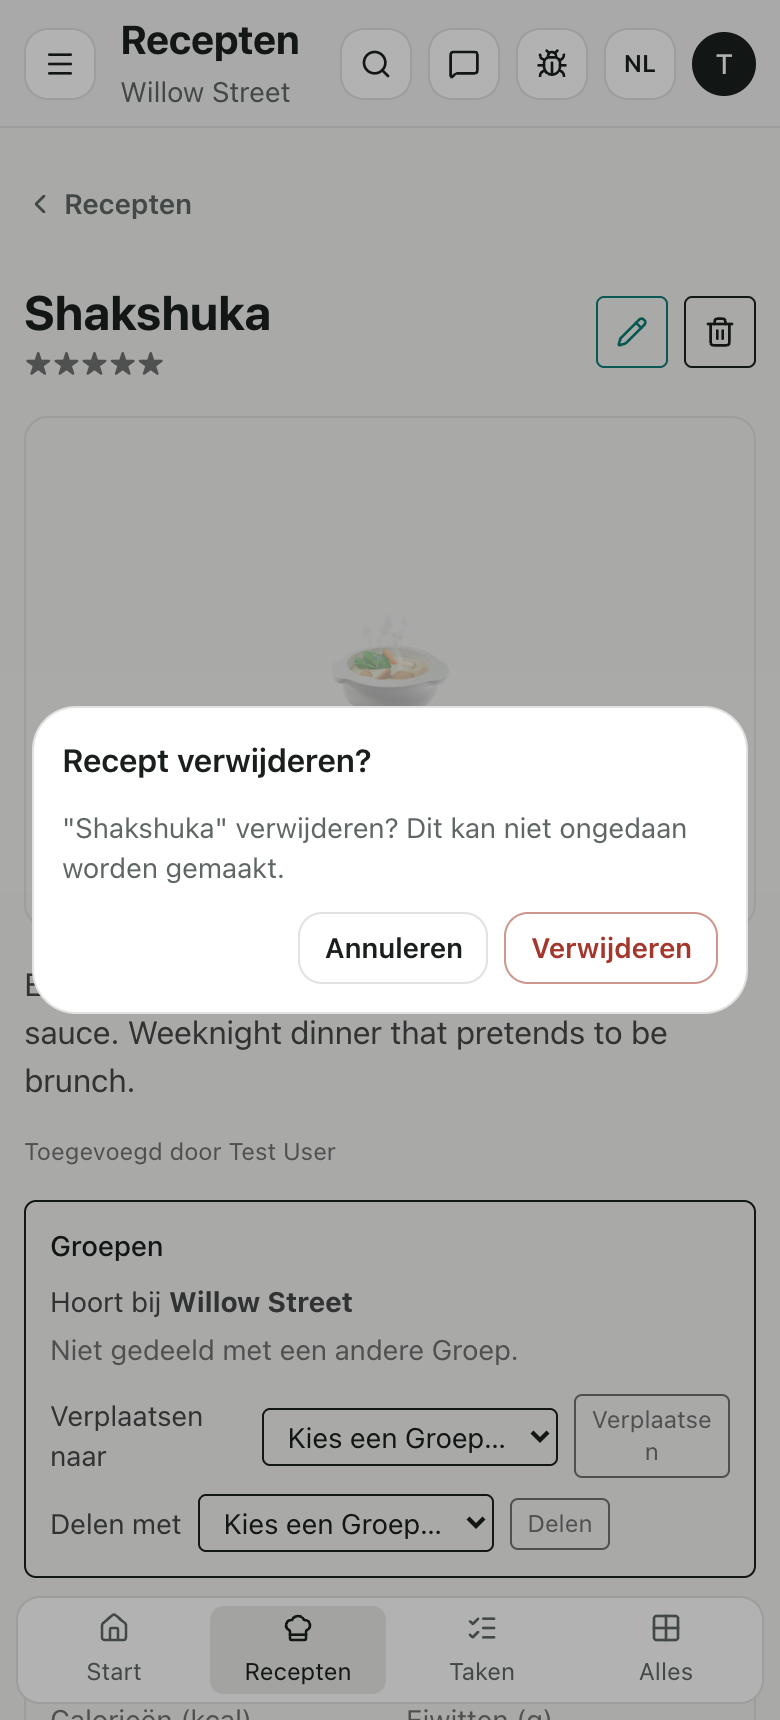 Recepten
Willow Street
NL
T
Recepten
Shakshuka
Recept verwijderen?
"Shakshuka" verwijderen? Dit kan niet ongedaan
worden gemaakt.
Annuleren
Verwijderen
sauce. Weeknight dinner that pretends to be
brunch.
Toegevoegd door Test User
Groepen
Hoort bij Willow Street
Niet gedeeld met een andere Groep.
Verplaatsen
naar
Kies een Groep...
Verplaatse
n
Delen met
Kies een Groep...
Delen
Start
Recepten
Taken
Alles
Calorieën (kcal)
Eiwitten (g)